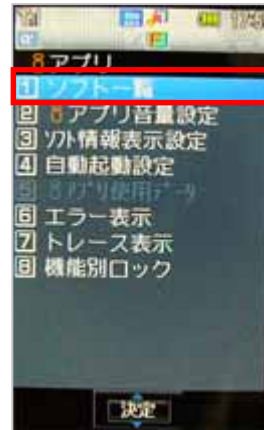 αアプリ
1 ソフト一覧
2 αアプリ音量設定
3 ソフト情報表示設定
4 自動起動設定
6 エラー表示
7 トレース表示
8 機能別ロック
決定